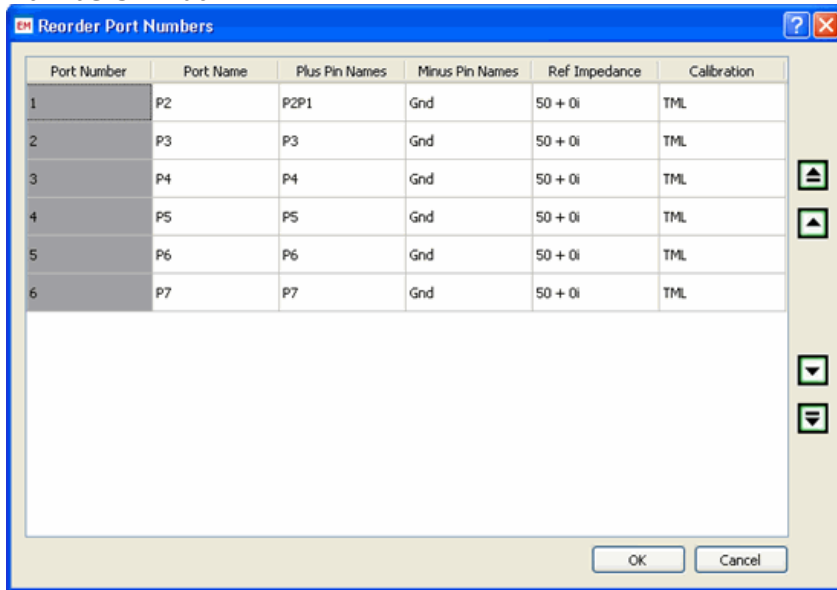 EM Reorder Port Numbers
Port Number Port Name Plus Pin Names Minus Pin Names Ref Impedance Calibration
1 P2 P2P1 Gnd 50 + 0i TML
2 P3 P3 Gnd 50 + 0i TML
3 P4 P4 Gnd 50 + 0i TML
4 P5 P5 Gnd 50 + 0i TML
5 P6 P6 Gnd 50 + 0i TML
6 P7 P7 Gnd 50 + 0i TML
OK Cancel